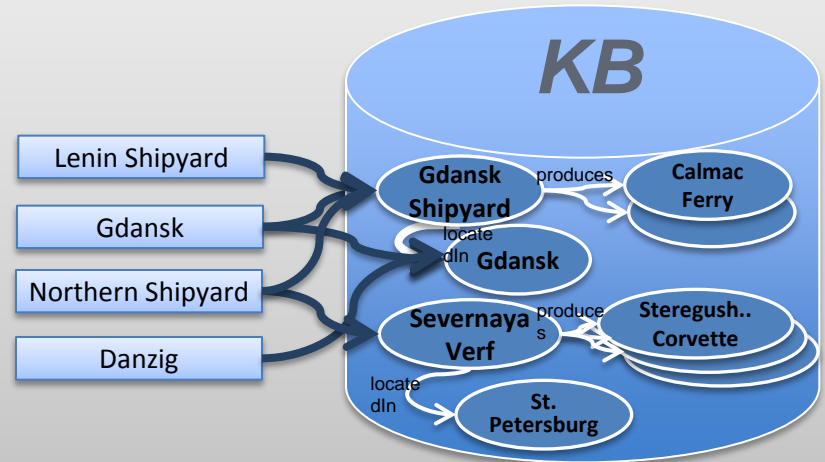 KB
Lenin Shipyard
Gdansk
Northern Shipyard
Danzig
Gdansk
Shipyard
produces
Calmac
Ferry
locate
dIn
Gdansk
Severnaya
Verf
produce
s
Steregush..
Corvette
locate
dIn
St.
Petersburg